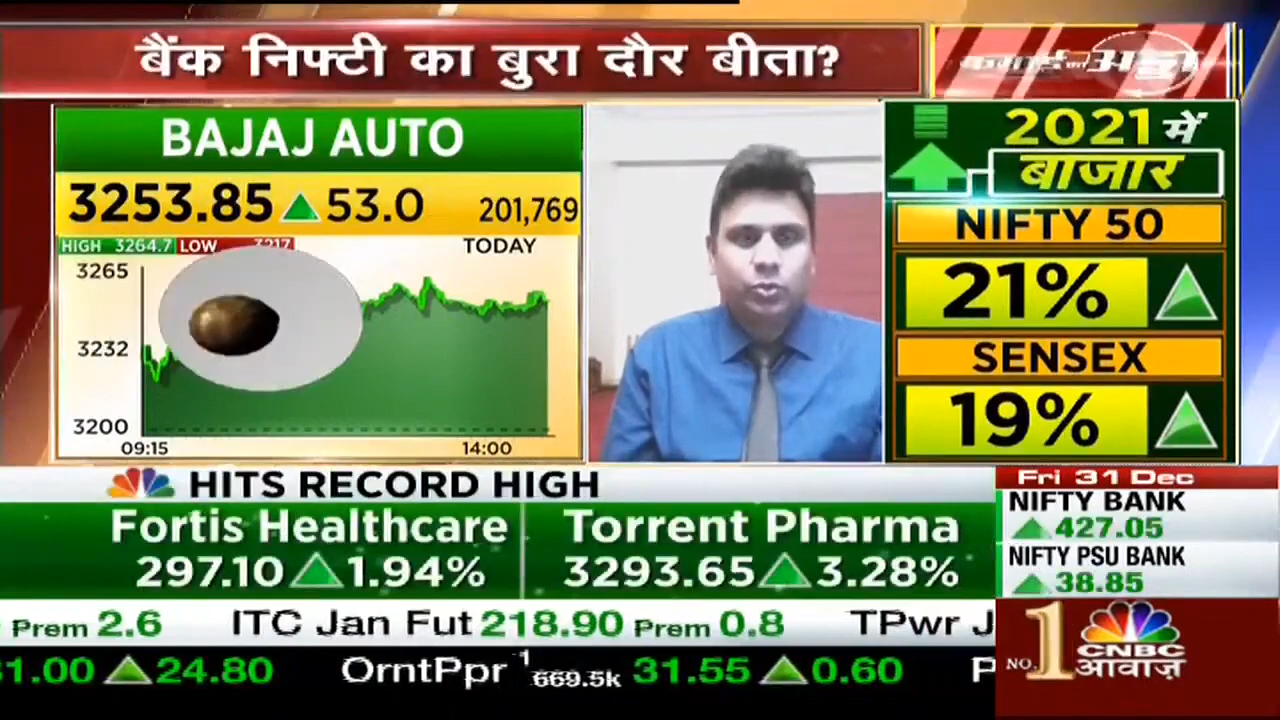 बैंक निफ्टी का बुरा दौर बीता?
BAJAJ AUTO
3253.85 53.0 201,769
HIGH 3264.7 LOW
TODAY
3265
3232
3200
09:15 14:00
2021 में
बाजार
NIFTY 50
21%
SENSEX
19%
HITS RECORD HIGH
Fortis Healthcare
297.10 1.94%
Torrent Pharma
3293.65 3.28%
Fri 31 Dec
NIFTY BANK
427.05
NIFTY PSU BANK
38.85
Prem 2.6 ITC Jan Fut 218.90 Prem 0.8 TPwr J
1.00 24.80 OrntPpr 669.5k 31.55 0.60 P
NO. 1
CNBC
आवाज़